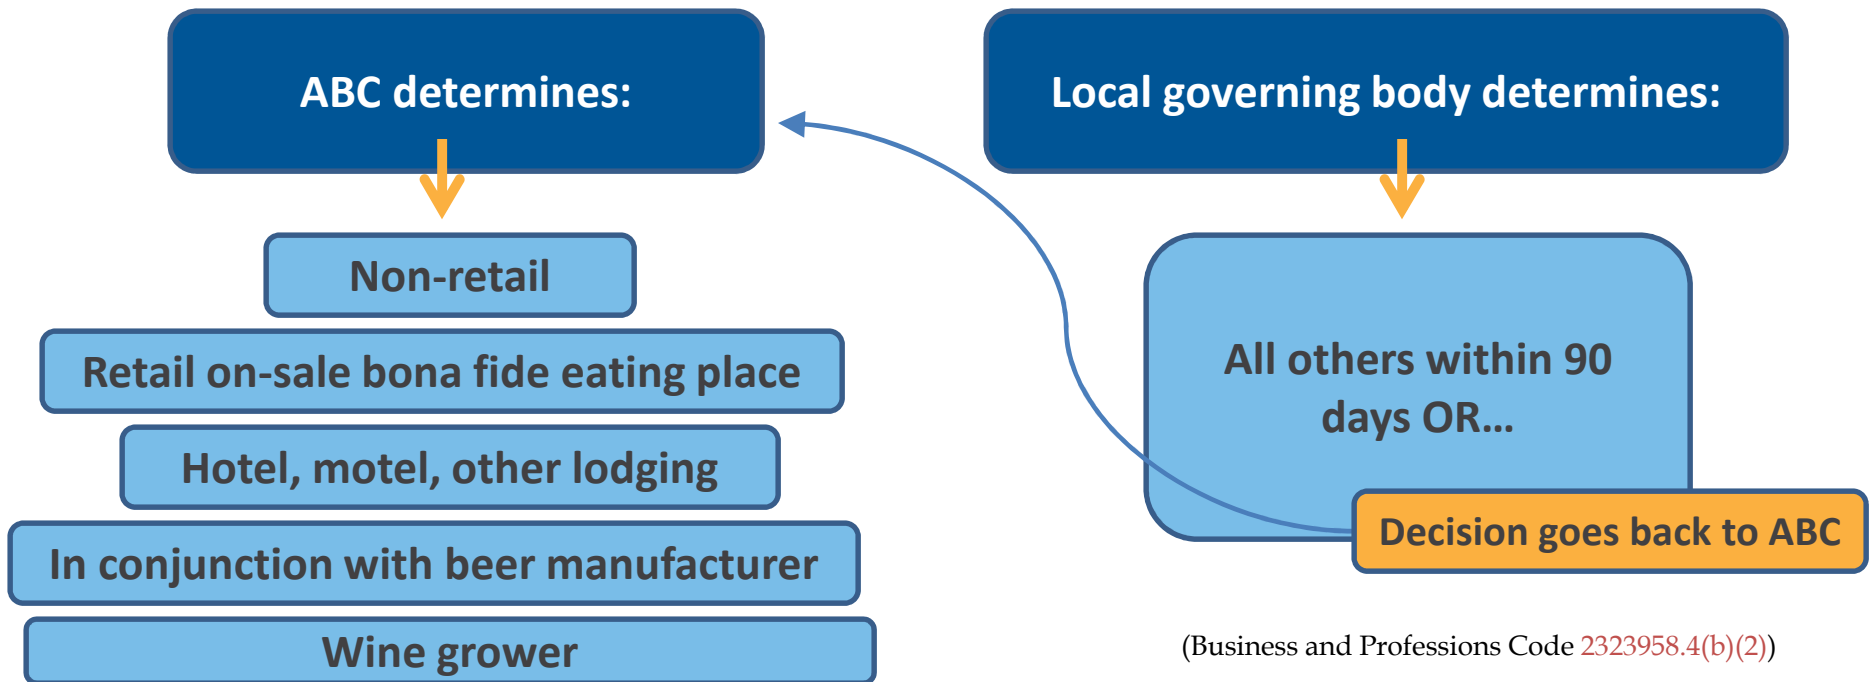 ABC determines:
Non-retail
Retail on-sale bona fide eating place
Hotel, motel, other lodging
In conjunction with beer manufacturer
Wine grower
Local governing body determines:
All others within 90
days OR...
Decision goes back to ABC
(Business and Professions Code 2323958.4(b)(2))